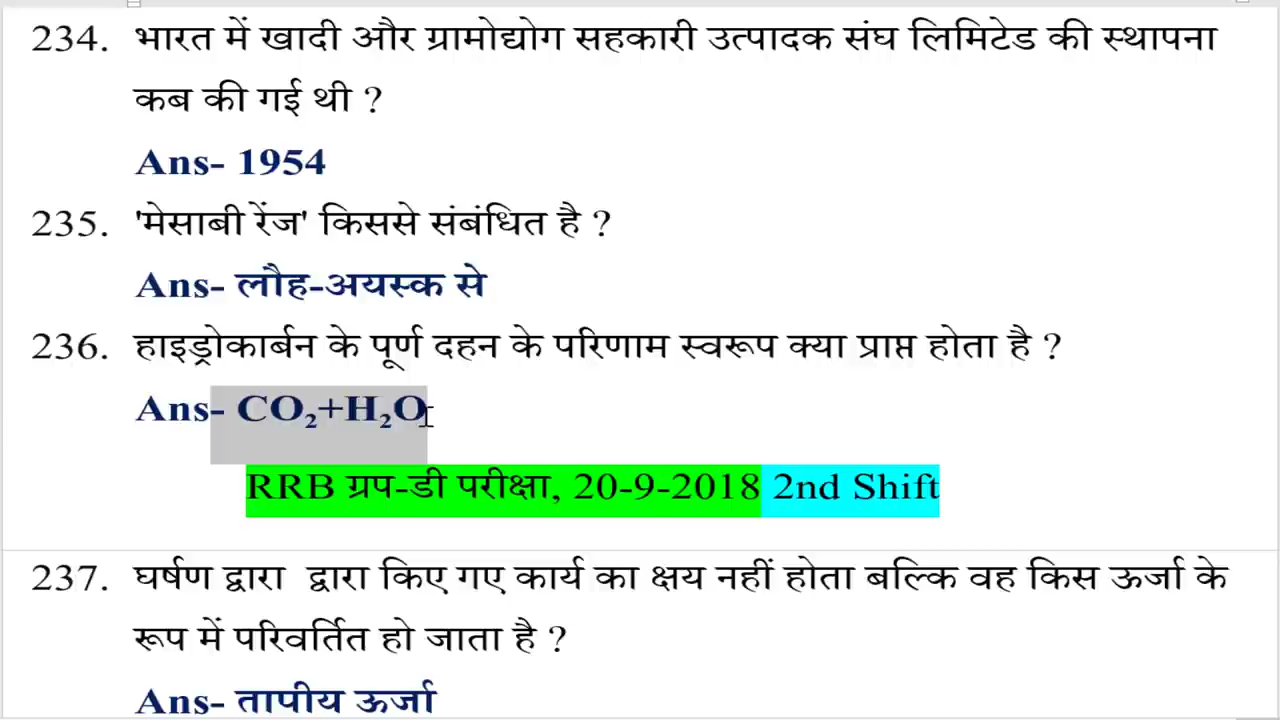 234. भारत में खादी और ग्रामोद्योग सहकारी उत्पादक संघ लिमिटेड की स्थापना
कब की गई थी ?
Ans- 1954
235. 'मेसाबी रेंज' किससे संबंधित है ?
Ans- लौह-अयस्क से
236. हाइड्रोकार्बन के पूर्ण दहन के परिणाम स्वरूप क्या प्राप्त होता है ?
Ans- CO₂+H₂O
RRB ग्रप-डी परीक्षा, 20-9-2018 2nd Shift
237. घर्षण द्वारा द्वारा किए गए कार्य का क्षय नहीं होता बल्कि वह किस ऊर्जा के
रूप में परिवर्तित हो जाता है ?
Ans- तापीय ऊर्जा